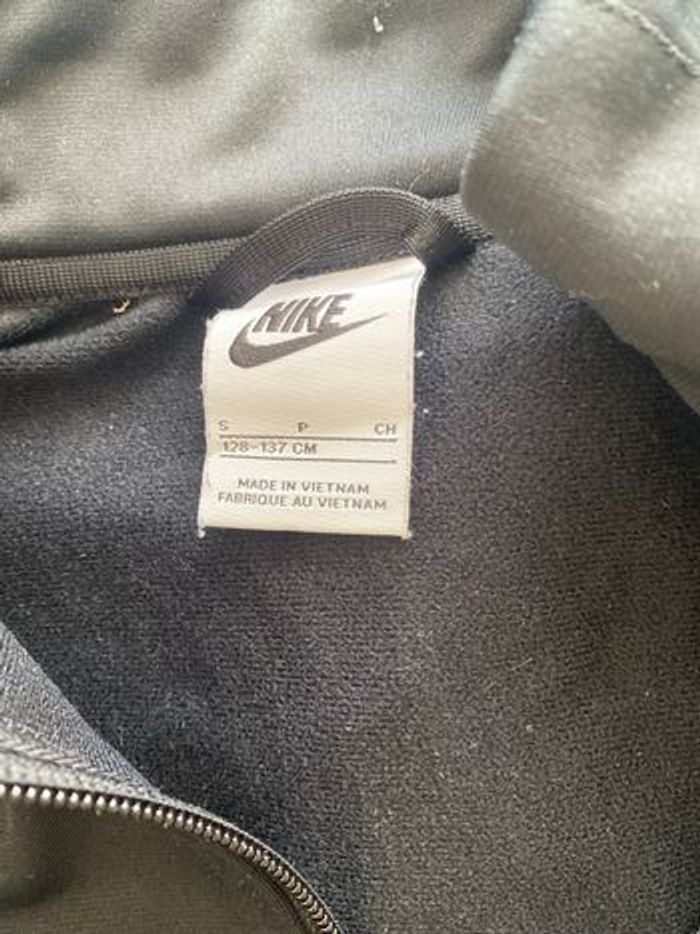 NIKE
S P CH
128-137 CM
MADE IN VIETNAM
FABRIQUE AU VIETNAM